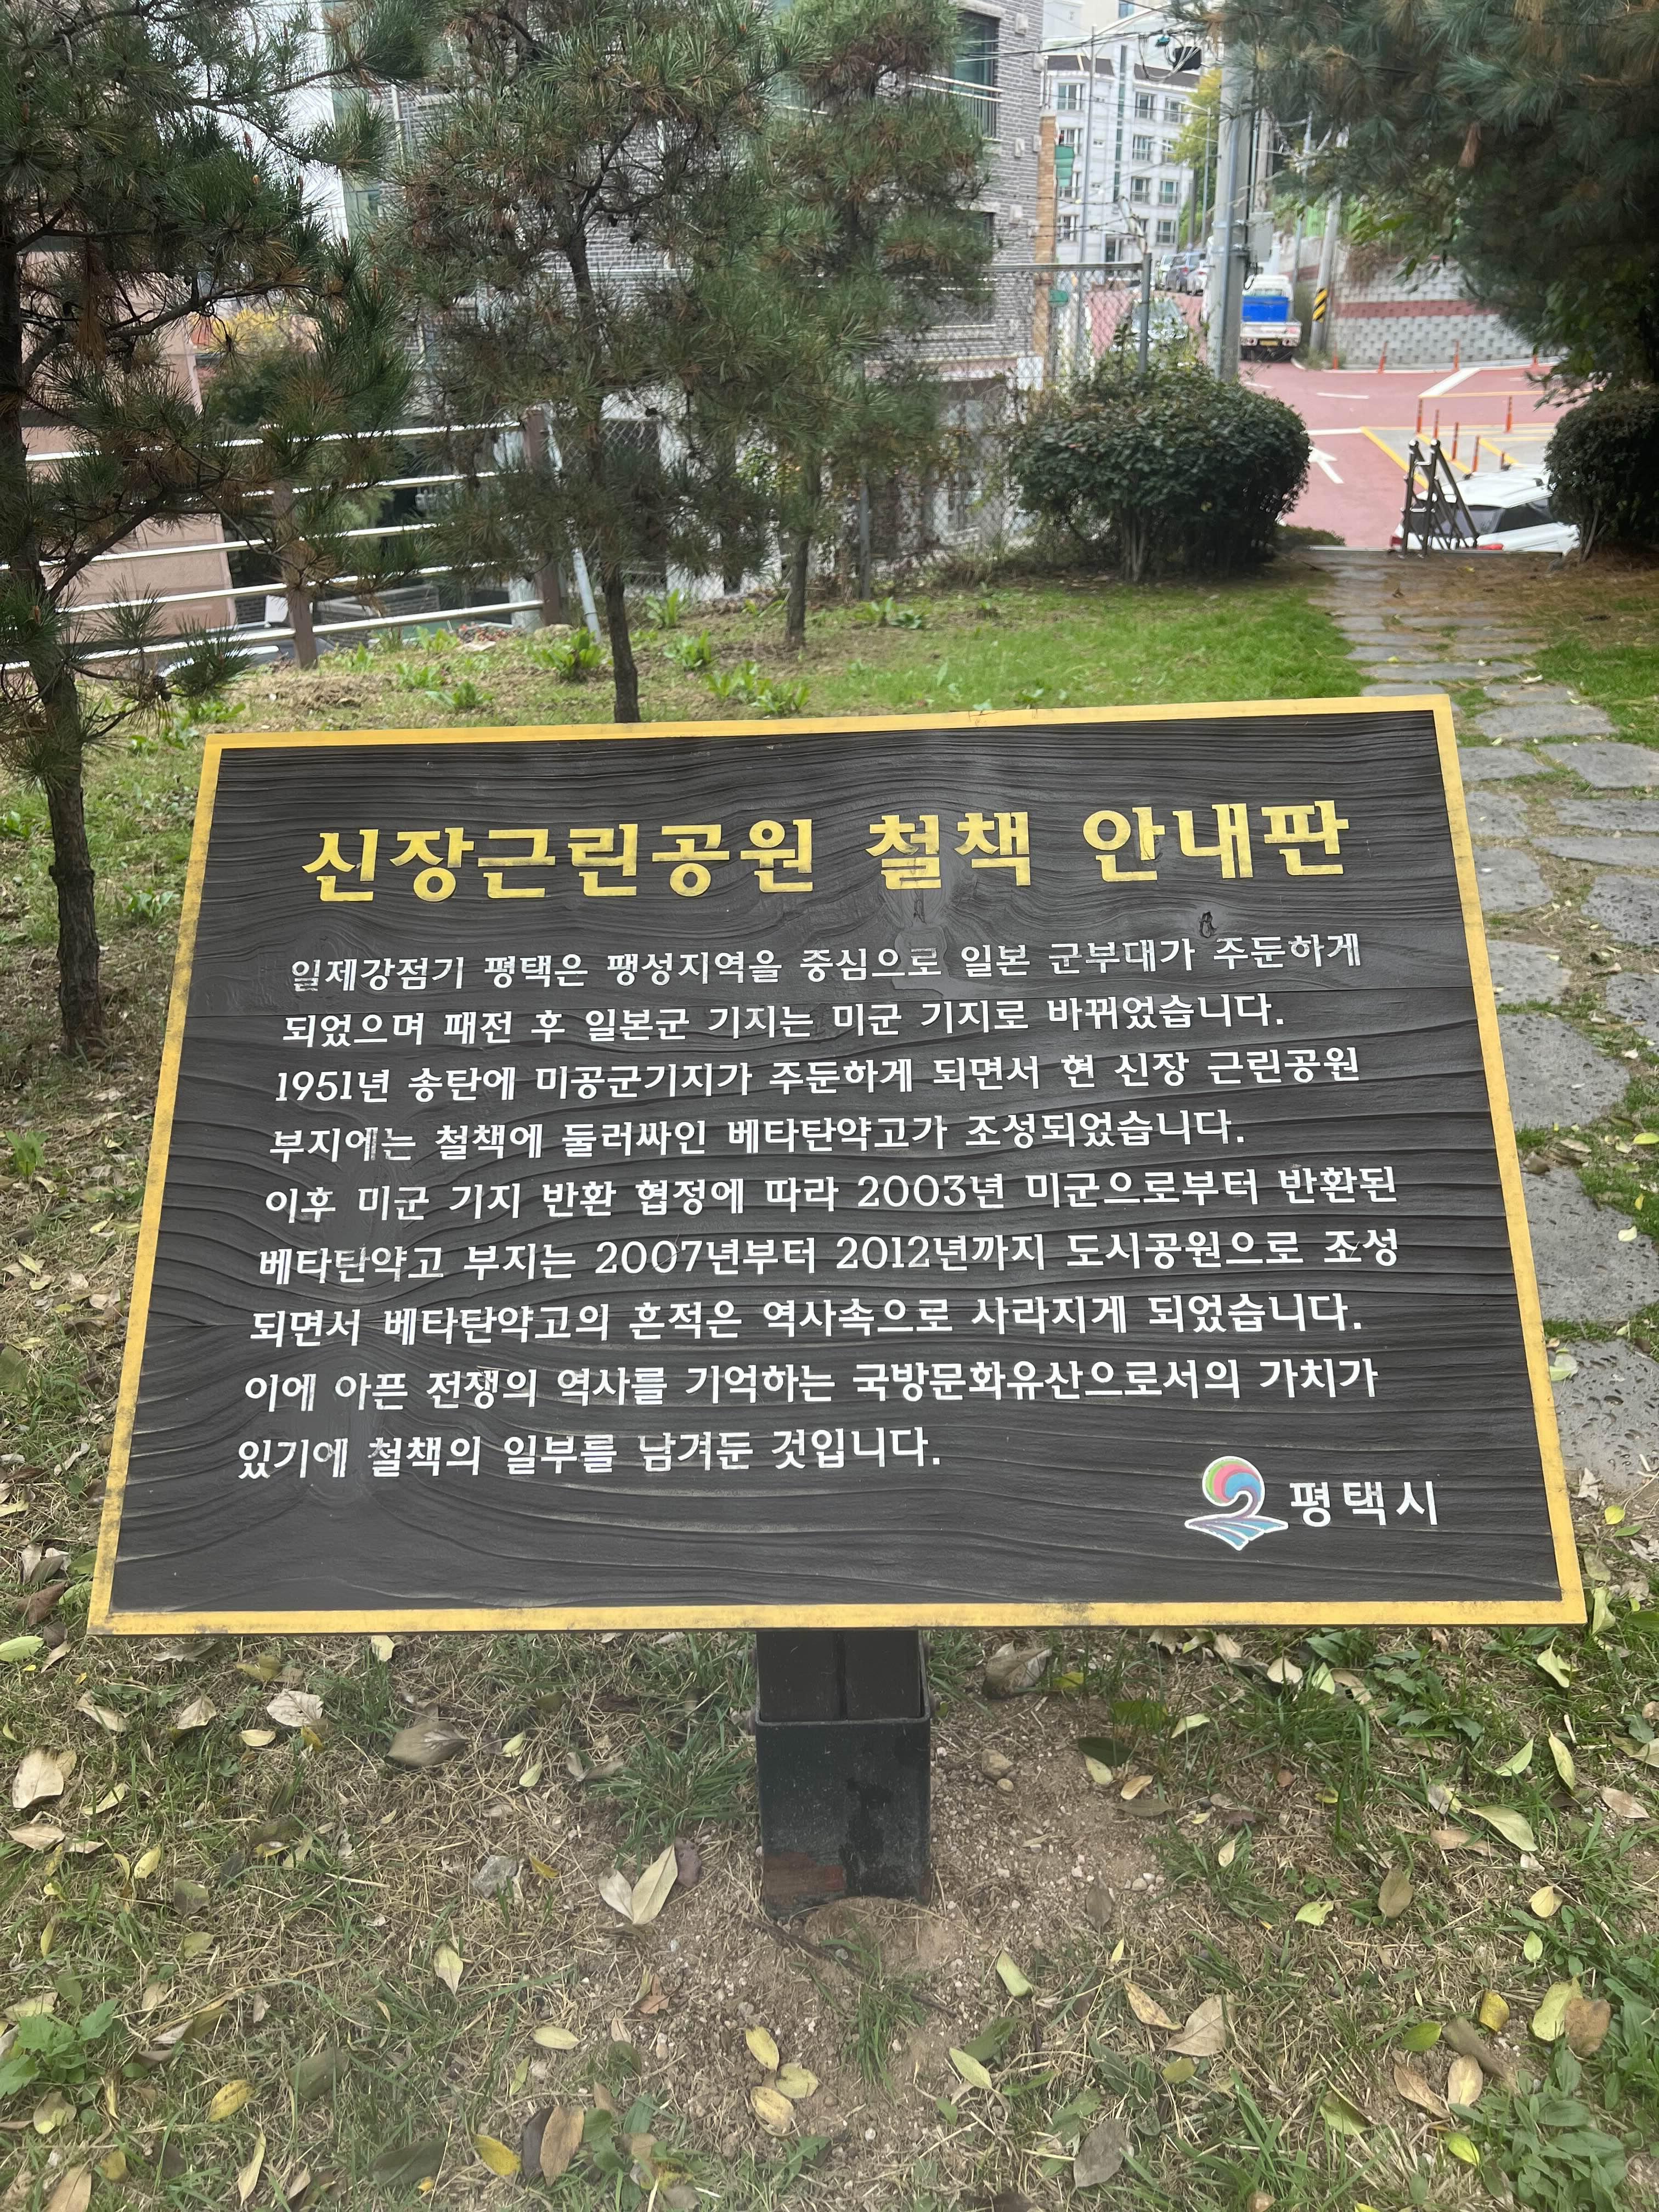 신장근린공원 철책 안내판
일제강점기 평택은 팽성지역을 중심으로 일본 군부대가 주둔하게
되었으며 패전 후 일본군 기지는 미군 기지로 바뀌었습니다.
1951년 송탄에 미공군기지가 주둔하게 되면서 현 신장 근린공원
부지에는 철책에 둘러싸인 베타탄약고가 조성되었습니다.
이후 미군 기지 반환 협정에 따라 2003년 미군으로부터 반환된
베타탄약고 부지는 2007년부터 2012년까지 도시공원으로 조성
되면서 베타탄약고의 흔적은 역사속으로 사라지게 되었습니다.
이에 아픈 전쟁의 역사를 기억하는 국방문화유산으로서의 가치가
있기에 철책의 일부를 남겨둔 것입니다.
평택시